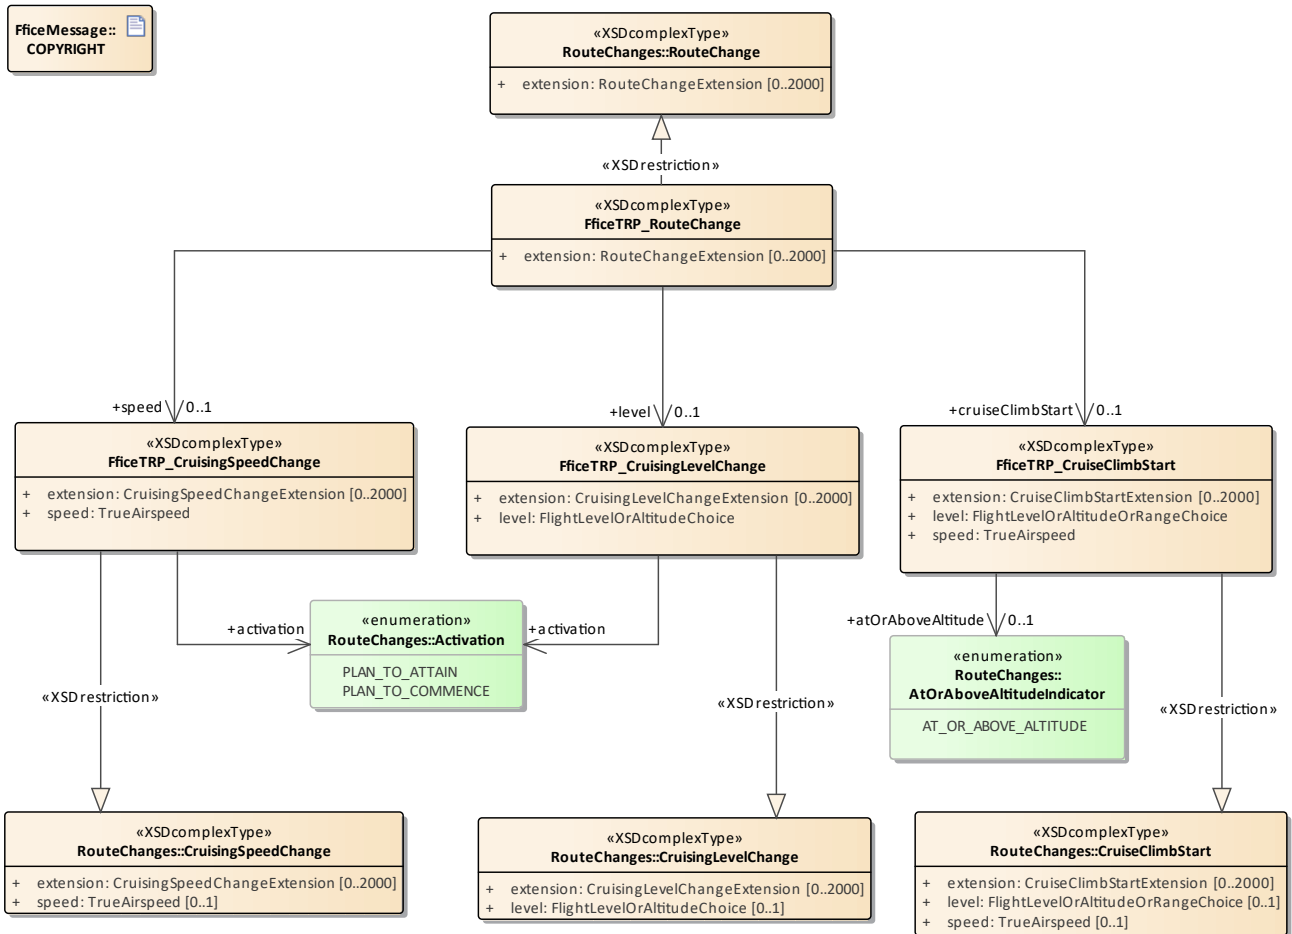 FficeMessage::
COPYRIGHT
«XSDcomplexType»
RouteChanges::RouteChange
+ extension: RouteChangeExtension [0..2000]
«XSDrestriction»
«XSDcomplexType»
FficeTRP_RouteChange
+ extension: RouteChangeExtension [0..2000]
+speed 0..1
+level 0..1
+cruiseClimbStart 0..1
«XSDcomplexType»
FficeTRP_CruisingSpeedChange
+ extension: CruisingSpeedChangeExtension [0..2000]
+ speed: TrueAirspeed
«XSDcomplexType»
FficeTRP_CruisingLevelChange
+ extension: CruisingLevelChangeExtension [0..2000]
+ level: FlightLevelOrAltitudeChoice
«XSDcomplexType»
FficeTRP_CruiseClimbStart
+ extension: CruiseClimbStartExtension [0..2000]
+ level: FlightLevelOrAltitudeOrRangeChoice
+ speed: TrueAirspeed
+activation
«enumeration»
RouteChanges::Activation
PLAN_TO_ATTAIN
PLAN_TO_COMMENCE
+activation
+atOrAboveAltitude 0..1
«enumeration»
RouteChanges::
AtOrAboveAltitudeIndicator
AT_OR_ABOVE_ALTITUDE
«XSDrestriction»
«XSDrestriction»
«XSDrestriction»
«XSDcomplexType»
RouteChanges::CruisingSpeedChange
+ extension: CruisingSpeedChangeExtension [0..2000]
+ speed: TrueAirspeed [0..1]
«XSDcomplexType»
RouteChanges::CruisingLevelChange
+ extension: CruisingLevelChangeExtension [0..2000]
+ level: FlightLevelOrAltitudeChoice [0..1]
«XSDcomplexType»
RouteChanges::CruiseClimbStart
+ extension: CruiseClimbStartExtension [0..2000]
+ level: FlightLevelOrAltitudeOrRangeChoice [0..1]
+ speed: TrueAirspeed [0..1]